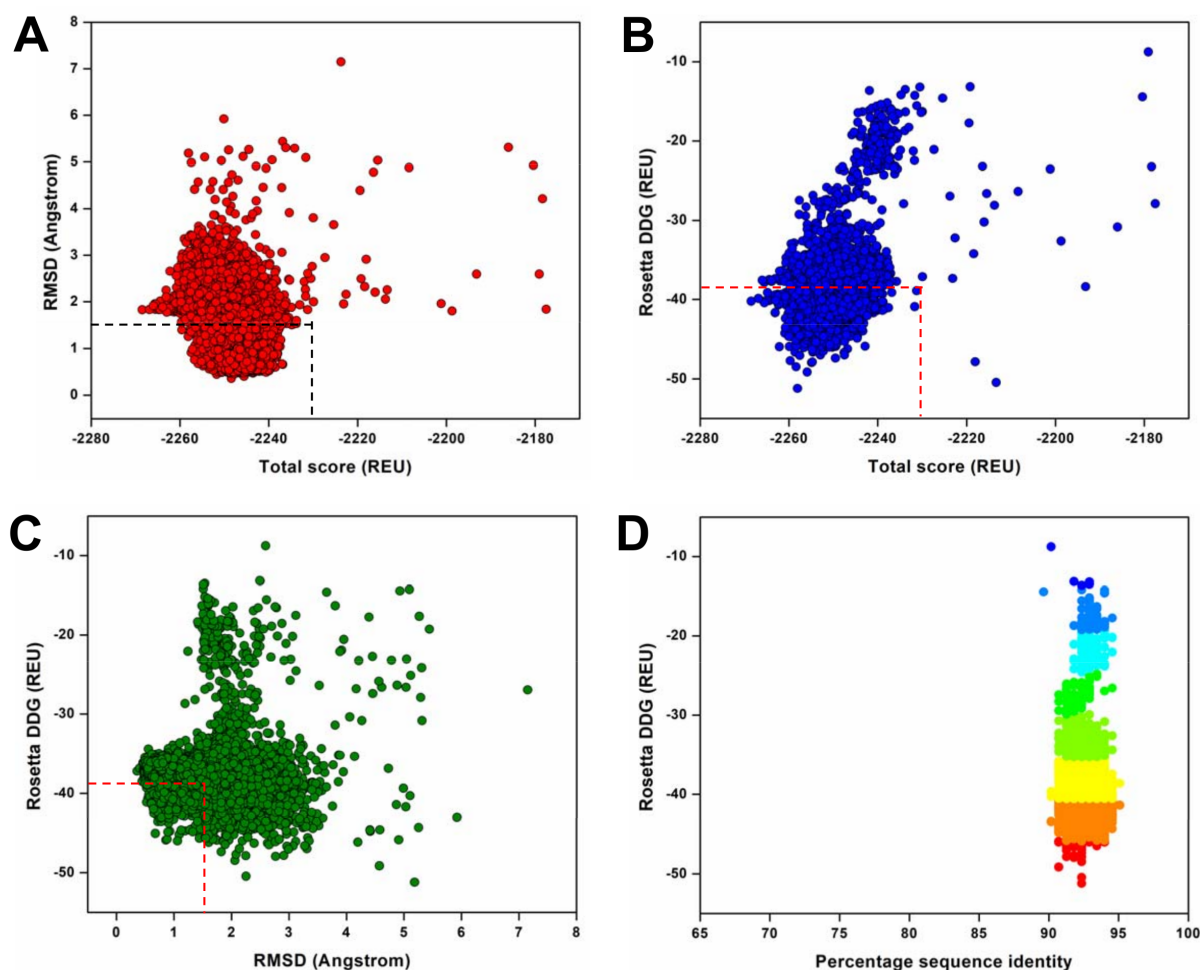 A
8
7
6
5
4
3
2
1
0
RMSD (Angstrom)
-2280 -2260 -2240 -2220 -2200 -2180
Total score (REU)
B
-10
-20
-30
-40
-50
Rosetta DDG (REU)
-2280 -2260 -2240 -2220 -2200 -2180
Total score (REU)
C
-10
-20
-30
-40
-50
Rosetta DDG (REU)
0 1 2 3 4 5 6 7 8
RMSD (Angstrom)
D
-10
-20
-30
-40
-50
Rosetta DDG (REU)
65 70 75 80 85 90 95 100
Percentage sequence identity